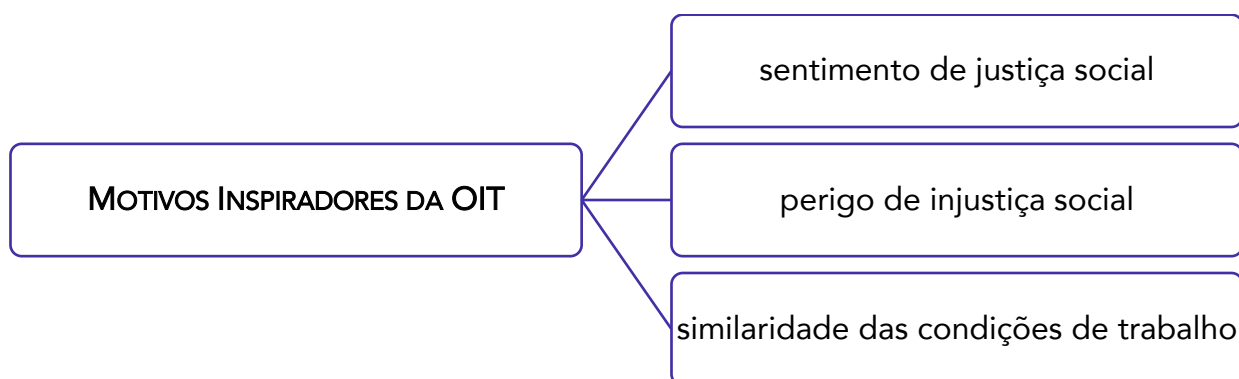 sentimento de justiça social
MOTIVOS INSPIRADORES DA OIT
perigo de injustiça social
similaridade das condições de trabalho